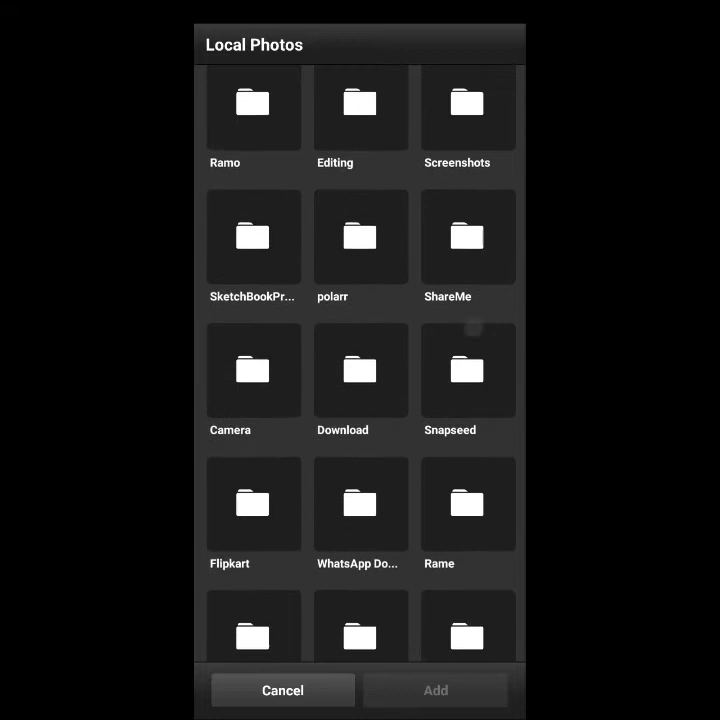 Local Photos
Ramo Editing Screenshots
SketchBookPr... polarr ShareMe
Camera Download Snapseed
Flipkart WhatsApp Do... Rame
Cancel Add